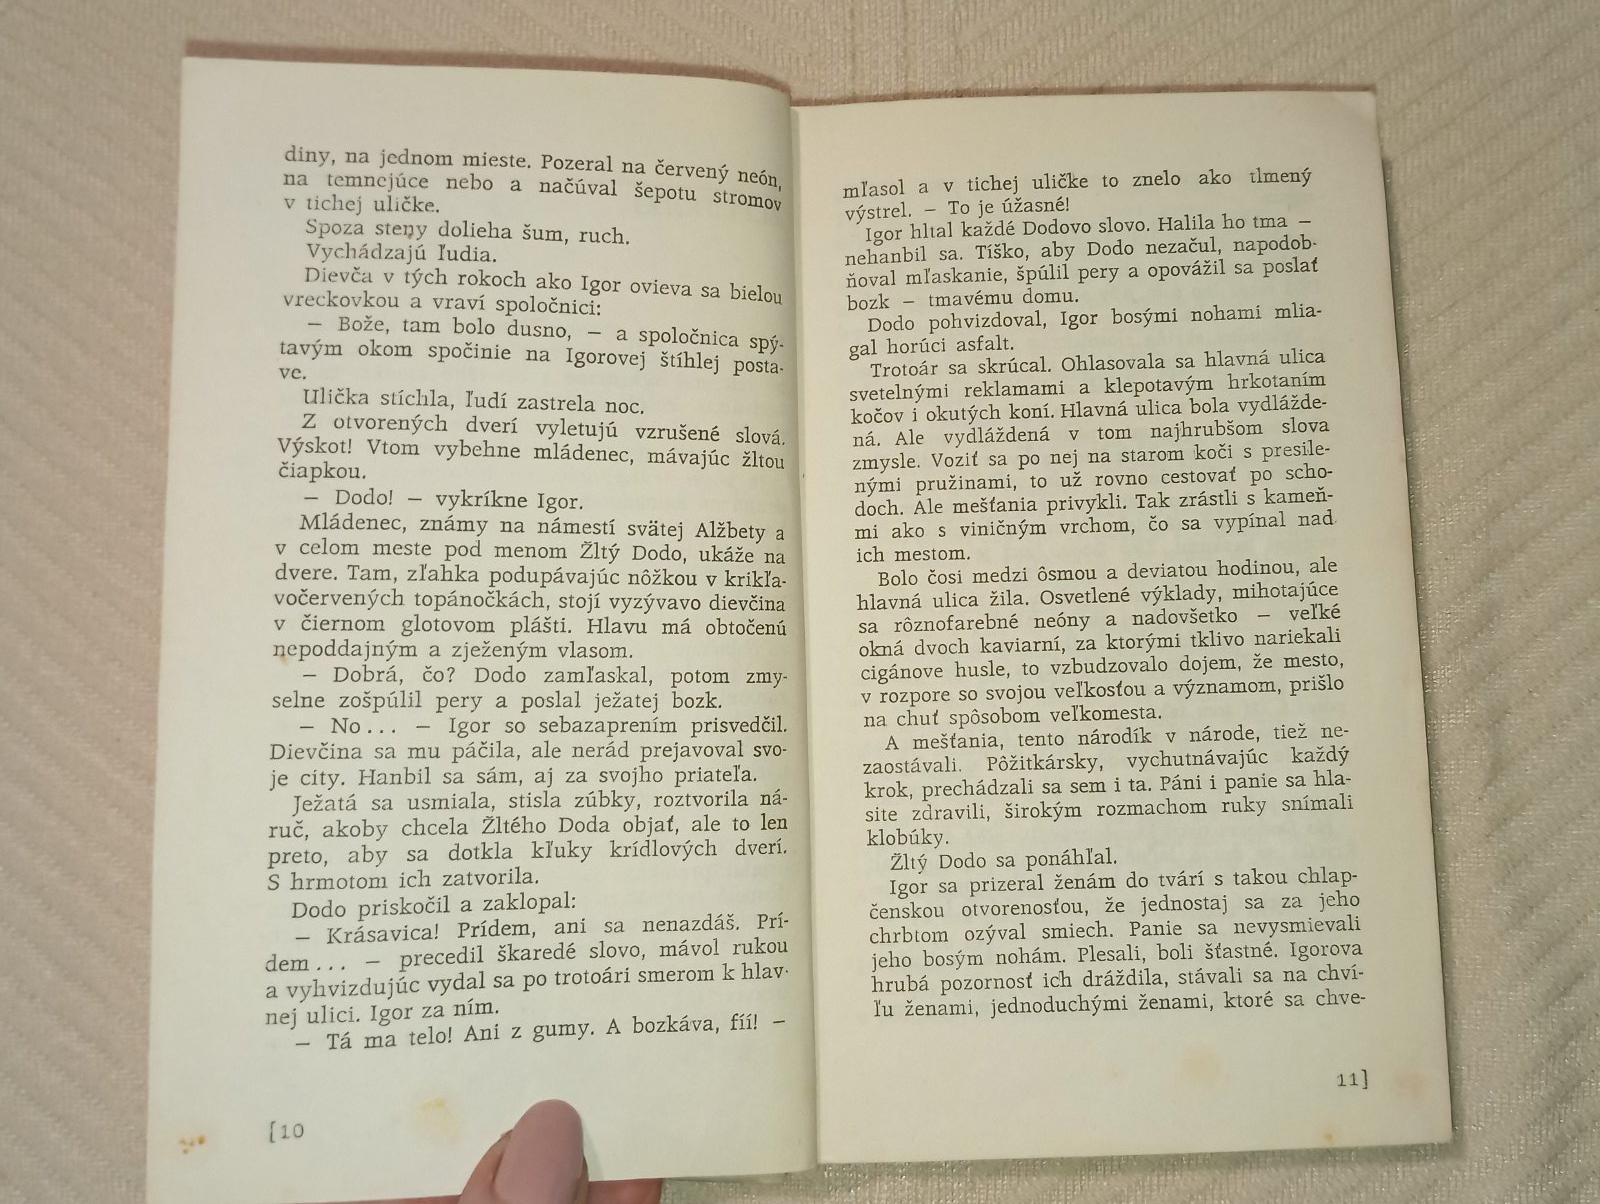 diny, na jednom mieste. Pozeral na červený neón,
na temnejúce nebo a načúval šepotu stromov
v tichej uličke.
Spoza steny dolieha šum, ruch.
Vychádzajú ľudia.
Dievča v tých rokoch ako Igor ovieva sa bielou
vreckovkou a vraví spoločnici:
— Bože, tam bolo dusno, — a spoločnica spý-
tavým okom spočinie na Igorovej štíhlej posta-
ve.
Ulička stíchla, ľudí zastrela noc.
Z otvorených dverí vyletujú vzrušené slová.
Výskot! Vtom vybehne mládenec, mávajúc žltou
čiapkou.
— Dodo! — vykríkne Igor.
Mládenec, známy na námestí svätej Alžbety a
v celom meste pod menom Žltý Dodo, ukáže na
dvere. Tam, zľahka podupávajúc nôžkou v krikľa-
vočervených topánočkách, stojí vyzývavo dievčina
v čiernom glotovom plášti. Hlavu má obtočenú
nepoddajným a zježeným vlasom.
— Dobrá, čo? Dodo zamľaskal, potom zmy-
selne zošpúlil pery a poslal ježatej bozk.
— No... — Igor so sebazaprením prisvedčil.
Dievčina sa mu páčila, ale nerád prejavoval svo-
je city. Hanbil sa sám, aj za svojho priateľa.
Ježatá sa usmiala, stisla zúbky, roztvorila ná-
ruč, akoby chcela Žltého Doda objať, ale to len
preto, aby sa dotkla kľuky krídlových dverí.
S hrmotom ich zatvorila.
Dodo priskočil a zaklopal:
— Krásavica! Prídem, ani sa nenazdáš. Prí-
dem... — precedil škaredé slovo, mávol rukou
a vyhvizdujúc vydal sa po trotoári smerom k hlav-
nej ulici. Igor za ním.
— Tá ma telo! Ani z gumy. A bozkáva, fíí! —
[10
mľasol a v tichej uličke to znelo ako tlmený
výstrel. — To je úžasné!
Igor hltal každé Dodovo slovo. Halila ho tma —
nehanbil sa. Tíško, aby Dodo nezačul, napodob-
ňoval mľaskanie, špúlil pery a opovážil sa poslať
bozk — tmavému domu.
Dodo pohvizdoval, Igor bosými nohami mlia-
gal horúci asfalt.
Trotoár sa skrúcal. Ohlasovala sa hlavná ulica
svetelnými reklamami a klepotavým hrkotaním
kočov i okutých koní. Hlavná ulica bola vydlážde-
ná. Ale vydláždená v tom najhrubšom slova
zmysle. Voziť sa po nej na starom koči s presile-
nými pružinami, to už rovno cestovať po scho-
doch. Ale mešťania privykli. Tak zrástli s kameň-
mi ako s viničným vrchom, čo sa vypínal nad
ich mestom.
Bolo čosi medzi ôsmou a deviatou hodinou, ale
hlavná ulica žila. Osvetlené výklady, mihotajúce
sa rôznofarebné neóny a nadovšetko — veľké
okná dvoch kaviarní, za ktorými tklivo nariekali
cigánove husle, to vzbudzovalo dojem, že mesto,
v rozpore so svojou veľkosťou a významom, prišlo
na chuť spôsobom veľkomesta.
A mešťania, tento národík v národe, tiež ne-
zaostávali. Pôžitkársky, vychutnávajúc každý
krok, prechádzali sa sem i ta. Páni i panie sa hla-
site zdravili, širokým rozmachom ruky snímali
klobúky.
Žltý Dodo sa ponáhľal.
Igor sa prizeral ženám do tvárí s takou chlap-
čenskou otvorenosťou, že jednostaj sa za jeho
chrbtom ozýval smiech. Panie sa nevysmievali
jeho bosým nohám. Plesali, boli šťastné. Igorova
hrubá pozornosť ich dráždila, stávali sa na chví-
ľu ženami, jednoduchými ženami, ktoré sa chve-
11]